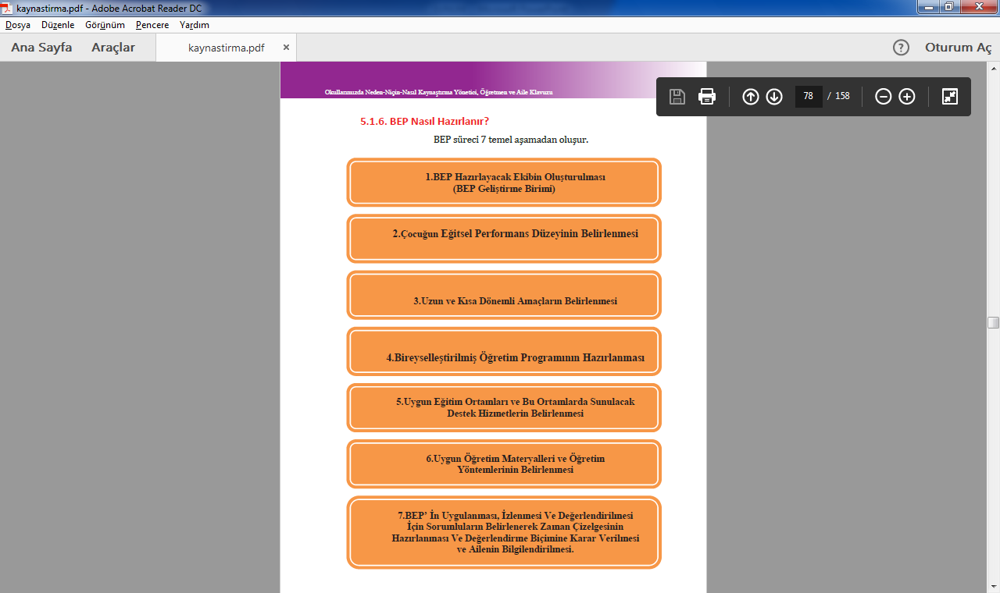 kaynastirma.pdf - Adobe Acrobat Reader DC
Dosya Düzenle Görünüm Pencere Yardım
Ana Sayfa Araçlar kaynastirma.pdf × ? Oturum Aç
78 / 158
Okullarımızda Neden-Niçin-Nasıl Kaynaştırma Yönetici, Öğretmen ve Aile Klavuzu
5.1.6. BEP Nasıl Hazırlanır?
BEP süreci 7 temel aşamadan oluşur.
1.BEP Hazırlayacak Ekibin Oluşturulması
(BEP Geliştirme Birimi)
2.Çocuğun Eğitsel Performans Düzeyinin Belirlenmesi
3.Uzun ve Kısa Dönemli Amaçların Belirlenmesi
4.Bireyselleştirilmiş Öğretim Programının Hazırlanması
5.Uygun Eğitim Ortamları ve Bu Ortamlarda Sunulacak
Destek Hizmetlerin Belirlenmesi
6.Uygun Öğretim Materyalleri ve Öğretim
Yöntemlerinin Belirlenmesi
7.BEP’ İn Uygulanması, İzlenmesi Ve Değerlendirilmesi
İçin Sorumluların Belirlenerek Zaman Çizelgesinin
Hazırlanması Ve Değerlendirme Biçimine Karar Verilmesi
ve Ailenin Bilgilendirilmesi.